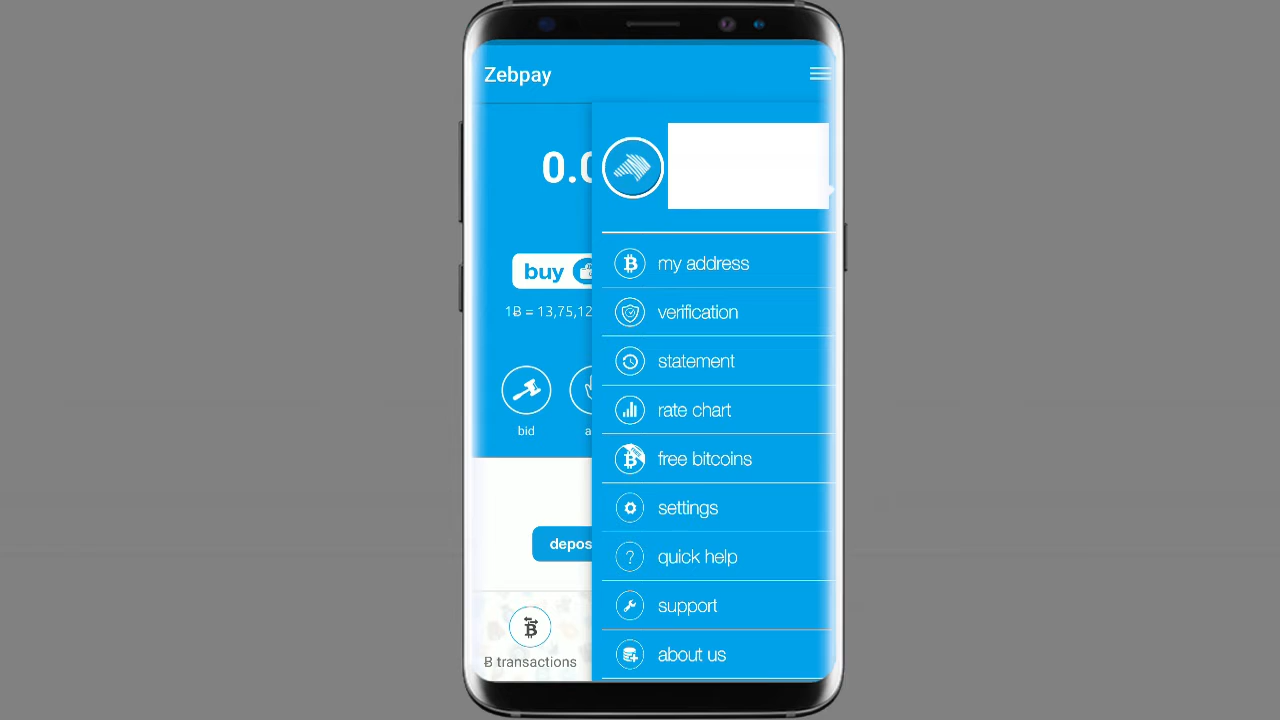 Zebpay
0.0
buy
1Ƀ = 13,75,12
bid
a
depos
Ƀ transactions
my address
verification
statement
rate chart
free bitcoins
settings
quick help
support
about us